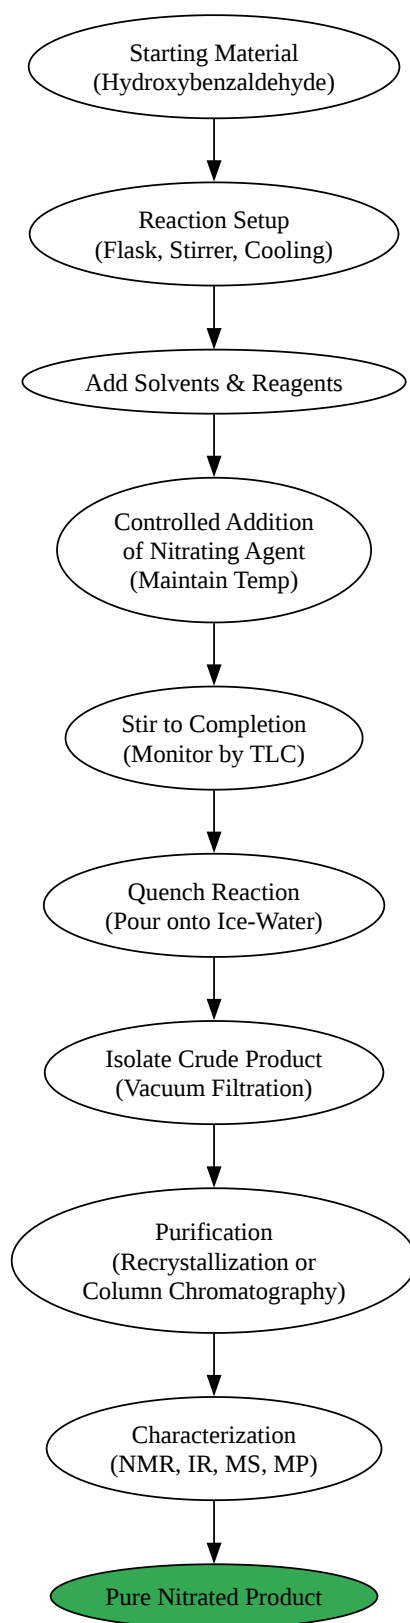 Starting Material
(Hydroxybenzaldehyde)
Reaction Setup
(Flask, Stirrer, Cooling)
Add Solvents & Reagents
Controlled Addition
of Nitrating Agent
(Maintain Temp)
Stir to Completion
(Monitor by TLC)
Quench Reaction
(Pour onto Ice-Water)
Isolate Crude Product
(Vacuum Filtration)
Purification
(Recrystallization or
Column Chromatography)
Characterization
(NMR, IR, MS, MP)
Pure Nitrated Product